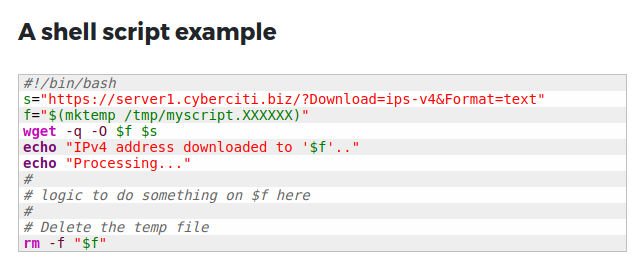 A shell script example
#!/bin/bash
s="https://server1.cyberciti.biz/?Download=ips-v4&Format=text"
f="$(mktemp /tmp/myscript.XXXXXX)"
wget -q -O $f $s
echo "IPv4 address downloaded to '$f'.."
echo "Processing..."
#
# logic to do something on $f here
#
# Delete the temp file
rm -f "$f"